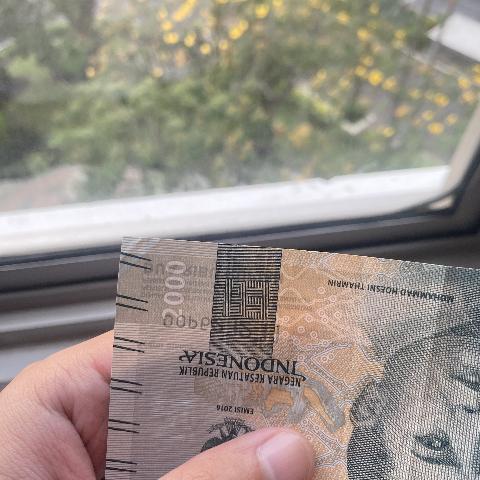 MOHAMMAD HOESNI THAMRIN
2000
NEGARA KESATUAN REPUBLIK
INDONESIA
EMISI 2016